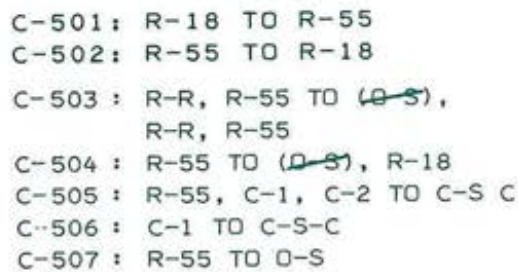 C-501: R-18 TO R-55
C-502: R-55 TO R-18
C-503 : R-R, R-55 TO (O-S),
R-R, R-55
C-504 : R-55 TO (O-S), R-18
C-505 : R-55, C-1, C-2 TO C-S C
C-506 : C-1 TO C-S-C
C-507 : R-55 TO O-S